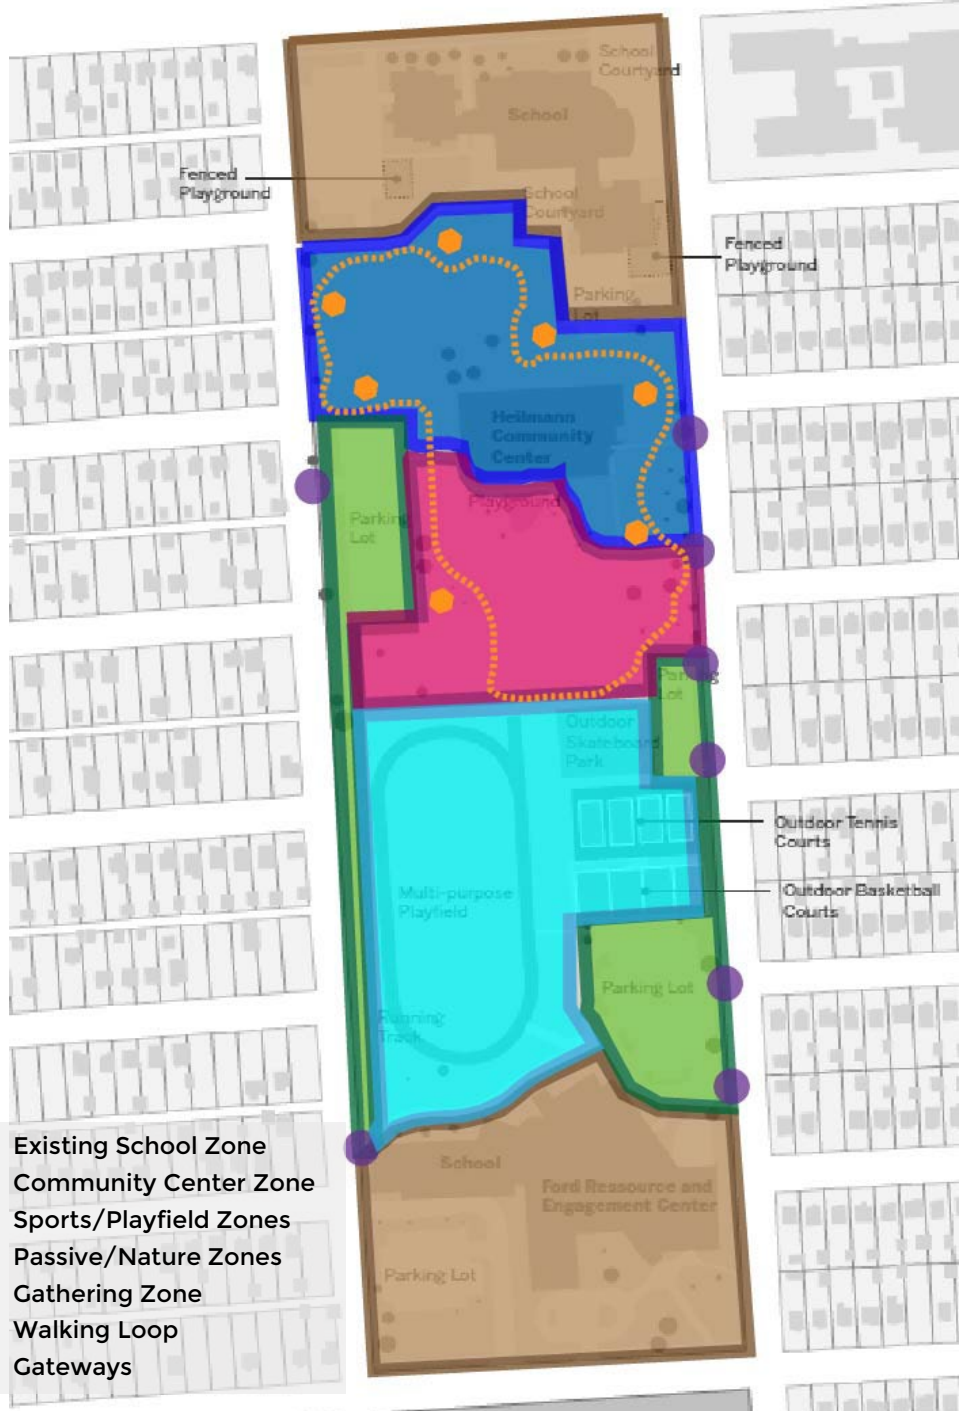 School
Courtyard
School
Fenced
Playground
School
Courtyard
Fenced
Playground
Parking
Lot
Heilmann
Community
Center
Playground
Parking
Lot
Parking
Lot
Outdoor
Skateboard
Park
Outdoor Tennis
Courts
Multi-purpose
Playfield
Outdoor Basketball
Courts
Parking Lot
Running
Track
School
Ford Ressource and
Engagement Center
Parking Lot
Existing School Zone
Community Center Zone
Sports/Playfield Zones
Passive/Nature Zones
Gathering Zone
Walking Loop
Gateways